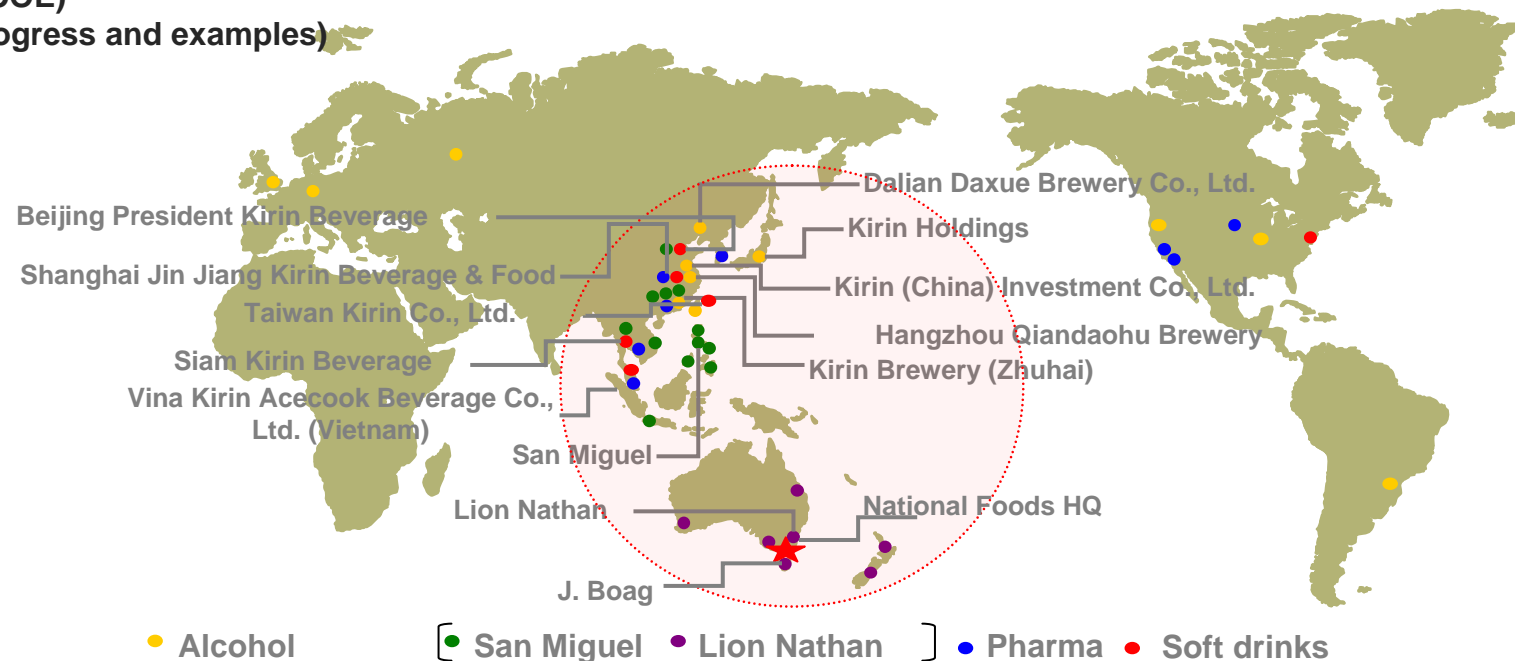 ogress and examples)
Dalian Daxue Brewery Co., Ltd.
Beijing President Kirin Beverage
Kirin Holdings
Shanghai Jin Jiang Kirin Beverage & Food
Kirin (China) Investment Co., Ltd.
Taiwan Kirin Co., Ltd.
Hangzhou Qiandaohu Brewery
Siam Kirin Beverage
Kirin Brewery (Zhuhai)
Vina Kirin Acecook Beverage Co.,
Ltd. (Vietnam)
San Miguel
Lion Nathan
National Foods HQ
J. Boag
Alcohol [ San Miguel Lion Nathan ] Pharma Soft drinks